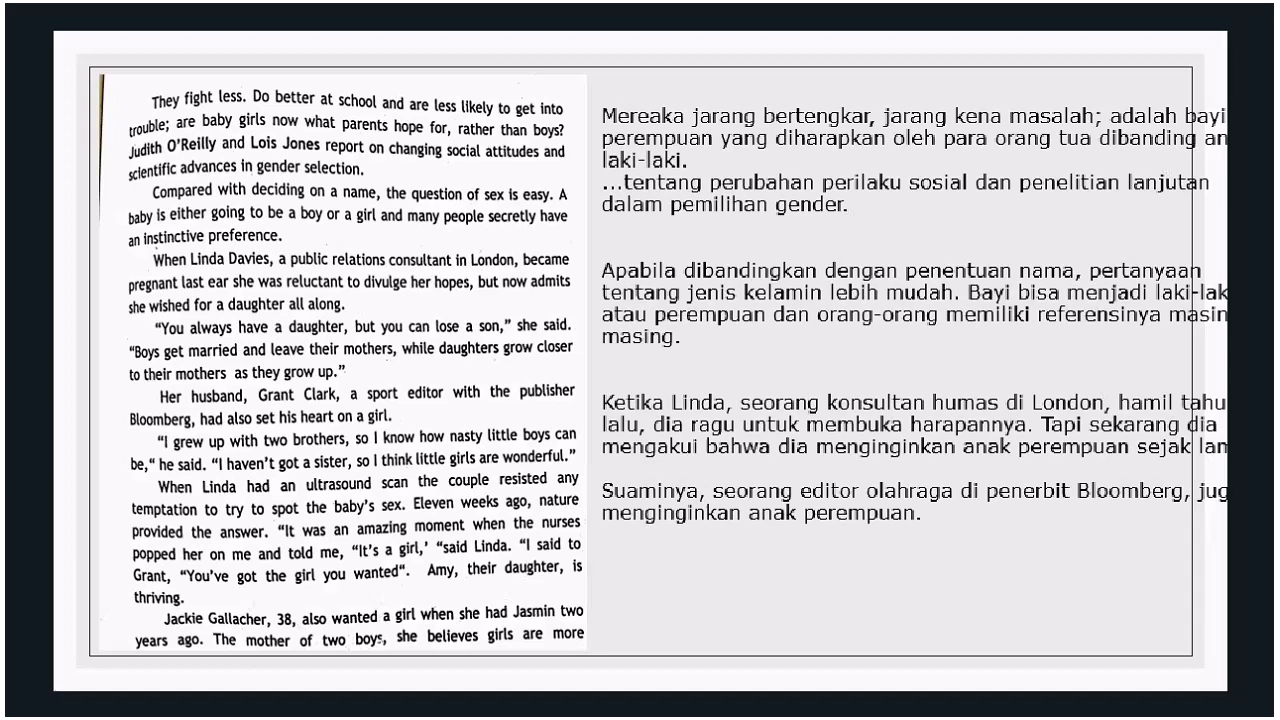 They fight less. Do better at school and are less likely to get into
trouble; are baby girls now what parents hope for, rather than boys?
Judith O’Reilly and Lois Jones report on changing social attitudes and
scientific advances in gender selection.
Compared with deciding on a name, the question of sex is easy. A
baby is either going to be a boy or a girl and many people secretly have
an instinctive preference.
When Linda Davies, a public relations consultant in London, became
pregnant last ear she was reluctant to divulge her hopes, but now admits
she wished for a daughter all along.
“You always have a daughter, but you can lose a son,” she said.
“Boys get married and leave their mothers, while daughters grow closer
to their mothers as they grow up.”
Her husband, Grant Clark, a sport editor with the publisher
Bloomberg, had also set his heart on a girl.
“I grew up with two brothers, so I know how nasty little boys can
be,“ he said. “I haven’t got a sister, so I think little girls are wonderful.”
When Linda had an ultrasound scan the couple resisted any
temptation to try to spot the baby’s sex. Eleven weeks ago, nature
provided the answer. “It was an amazing moment when the nurses
popped her on me and told me, “It’s a girl,’ “said Linda. “I said to
Grant, “You’ve got the girl you wanted“. Amy, their daughter, is
thriving.
Jackie Gallacher, 38, also wanted a girl when she had Jasmin two
years ago. The mother of two boys, she believes girls are more
Mereaka jarang bertengkar, jarang kena masalah; adalah bayi
perempuan yang diharapkan oleh para orang tua dibanding an
laki-laki.
...tentang perubahan perilaku sosial dan penelitian lanjutan
dalam pemilihan gender.
Apabila dibandingkan dengan penentuan nama, pertanyaan
tentang jenis kelamin lebih mudah. Bayi bisa menjadi laki-lak
atau perempuan dan orang-orang memiliki referensinya masin
masing.
Ketika Linda, seorang konsultan humas di London, hamil tahu
lalu, dia ragu untuk membuka harapannya. Tapi sekarang dia
mengakui bahwa dia menginginkan anak perempuan sejak lam
Suaminya, seorang editor olahraga di penerbit Bloomberg, jug
menginginkan anak perempuan.